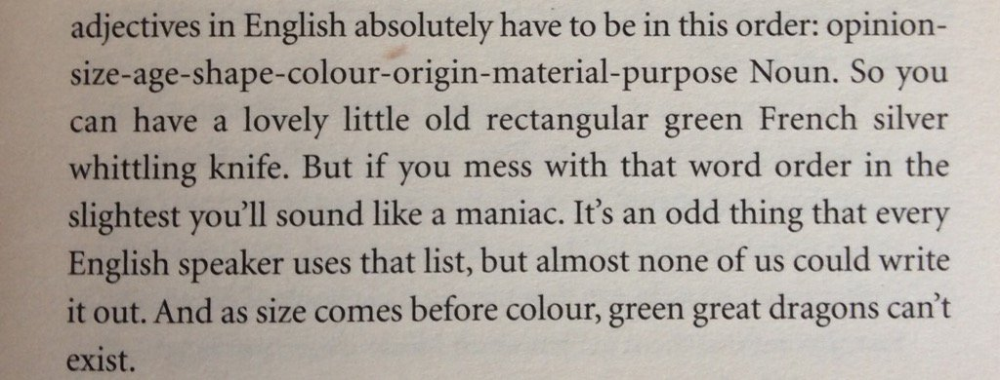 adjectives in English absolutely have to be in this order: opinion-
size-age-shape-colour-origin-material-purpose Noun. So you
can have a lovely little old rectangular green French silver
whittling knife. But if you mess with that word order in the
slightest you’ll sound like a maniac. It’s an odd thing that every
English speaker uses that list, but almost none of us could write
it out. And as size comes before colour, green great dragons can’t
exist.